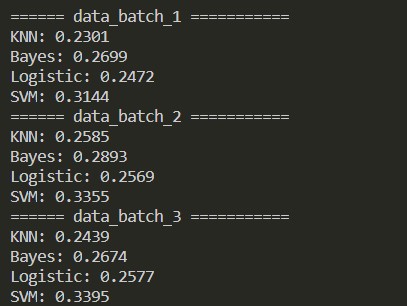 ====== data_batch_1 ===========
KNN: 0.2301
Bayes: 0.2699
Logistic: 0.2472
SVM: 0.3144
====== data_batch_2 ===========
KNN: 0.2585
Bayes: 0.2893
Logistic: 0.2569
SVM: 0.3355
====== data_batch_3 ===========
KNN: 0.2439
Bayes: 0.2674
Logistic: 0.2577
SVM: 0.3395